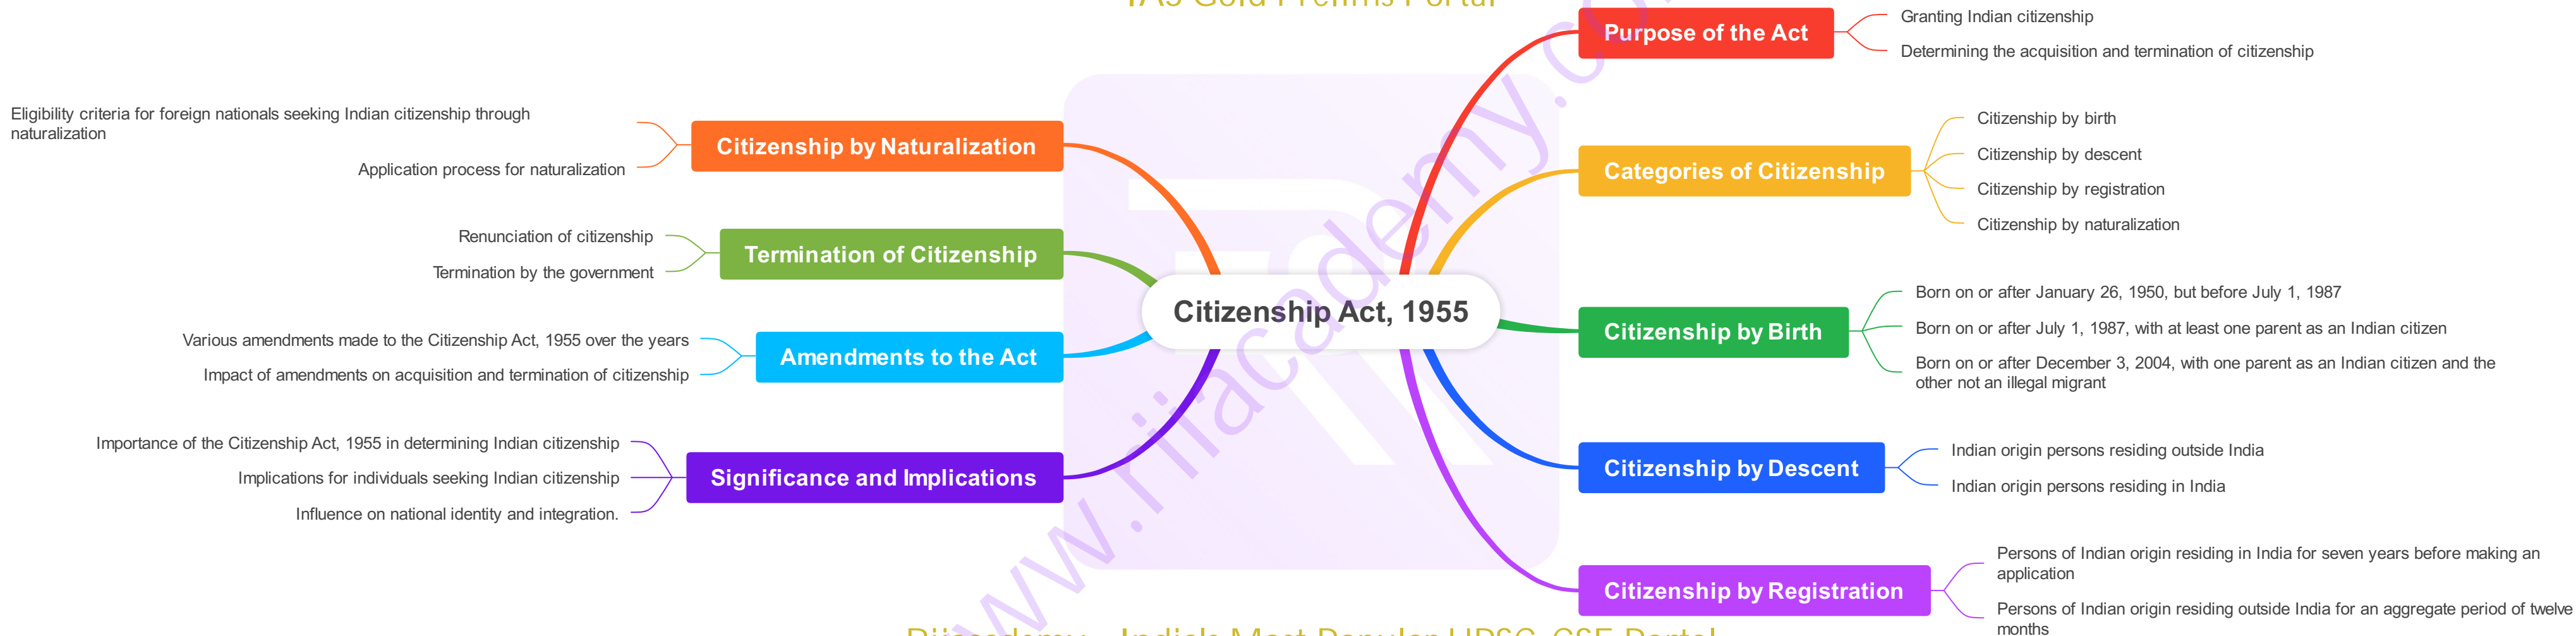 IAS Gold Prelims Portal
Citizenship Act, 1955
Purpose of the Act
Granting Indian citizenship
Determining the acquisition and termination of citizenship
Categories of Citizenship
Citizenship by birth
Citizenship by descent
Citizenship by registration
Citizenship by naturalization
Citizenship by Birth
Born on or after January 26, 1950, but before July 1, 1987
Born on or after July 1, 1987, with at least one parent as an Indian citizen
Born on or after December 3, 2004, with one parent as an Indian citizen and the
other not an illegal migrant
Citizenship by Descent
Indian origin persons residing outside India
Indian origin persons residing in India
Citizenship by Registration
Persons of Indian origin residing in India for seven years before making an
application
Persons of Indian origin residing outside India for an aggregate period of twelve
months
Citizenship by Naturalization
Eligibility criteria for foreign nationals seeking Indian citizenship through
naturalization
Application process for naturalization
Termination of Citizenship
Renunciation of citizenship
Termination by the government
Amendments to the Act
Various amendments made to the Citizenship Act, 1955 over the years
Impact of amendments on acquisition and termination of citizenship
Significance and Implications
Importance of the Citizenship Act, 1955 in determining Indian citizenship
Implications for individuals seeking Indian citizenship
Influence on national identity and integration.
India's Most Popular UPSC-CSE Portal